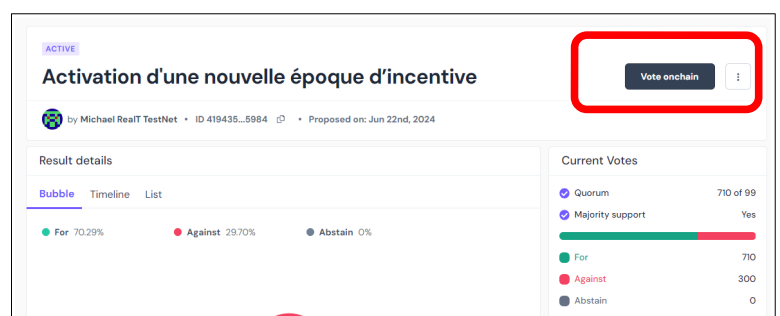 ACTIVE
Activation d'une nouvelle époque d’incentive
Vote onchain
by Michael RealT TestNet • ID 419435...5984 • Proposed on: Jun 22nd, 2024
Result details
Bubble Timeline List
For 70.29% Against 29.70% Abstain 0%
Current Votes
Quorum 710 of 99
Majority support Yes
For 710
Against 300
Abstain 0